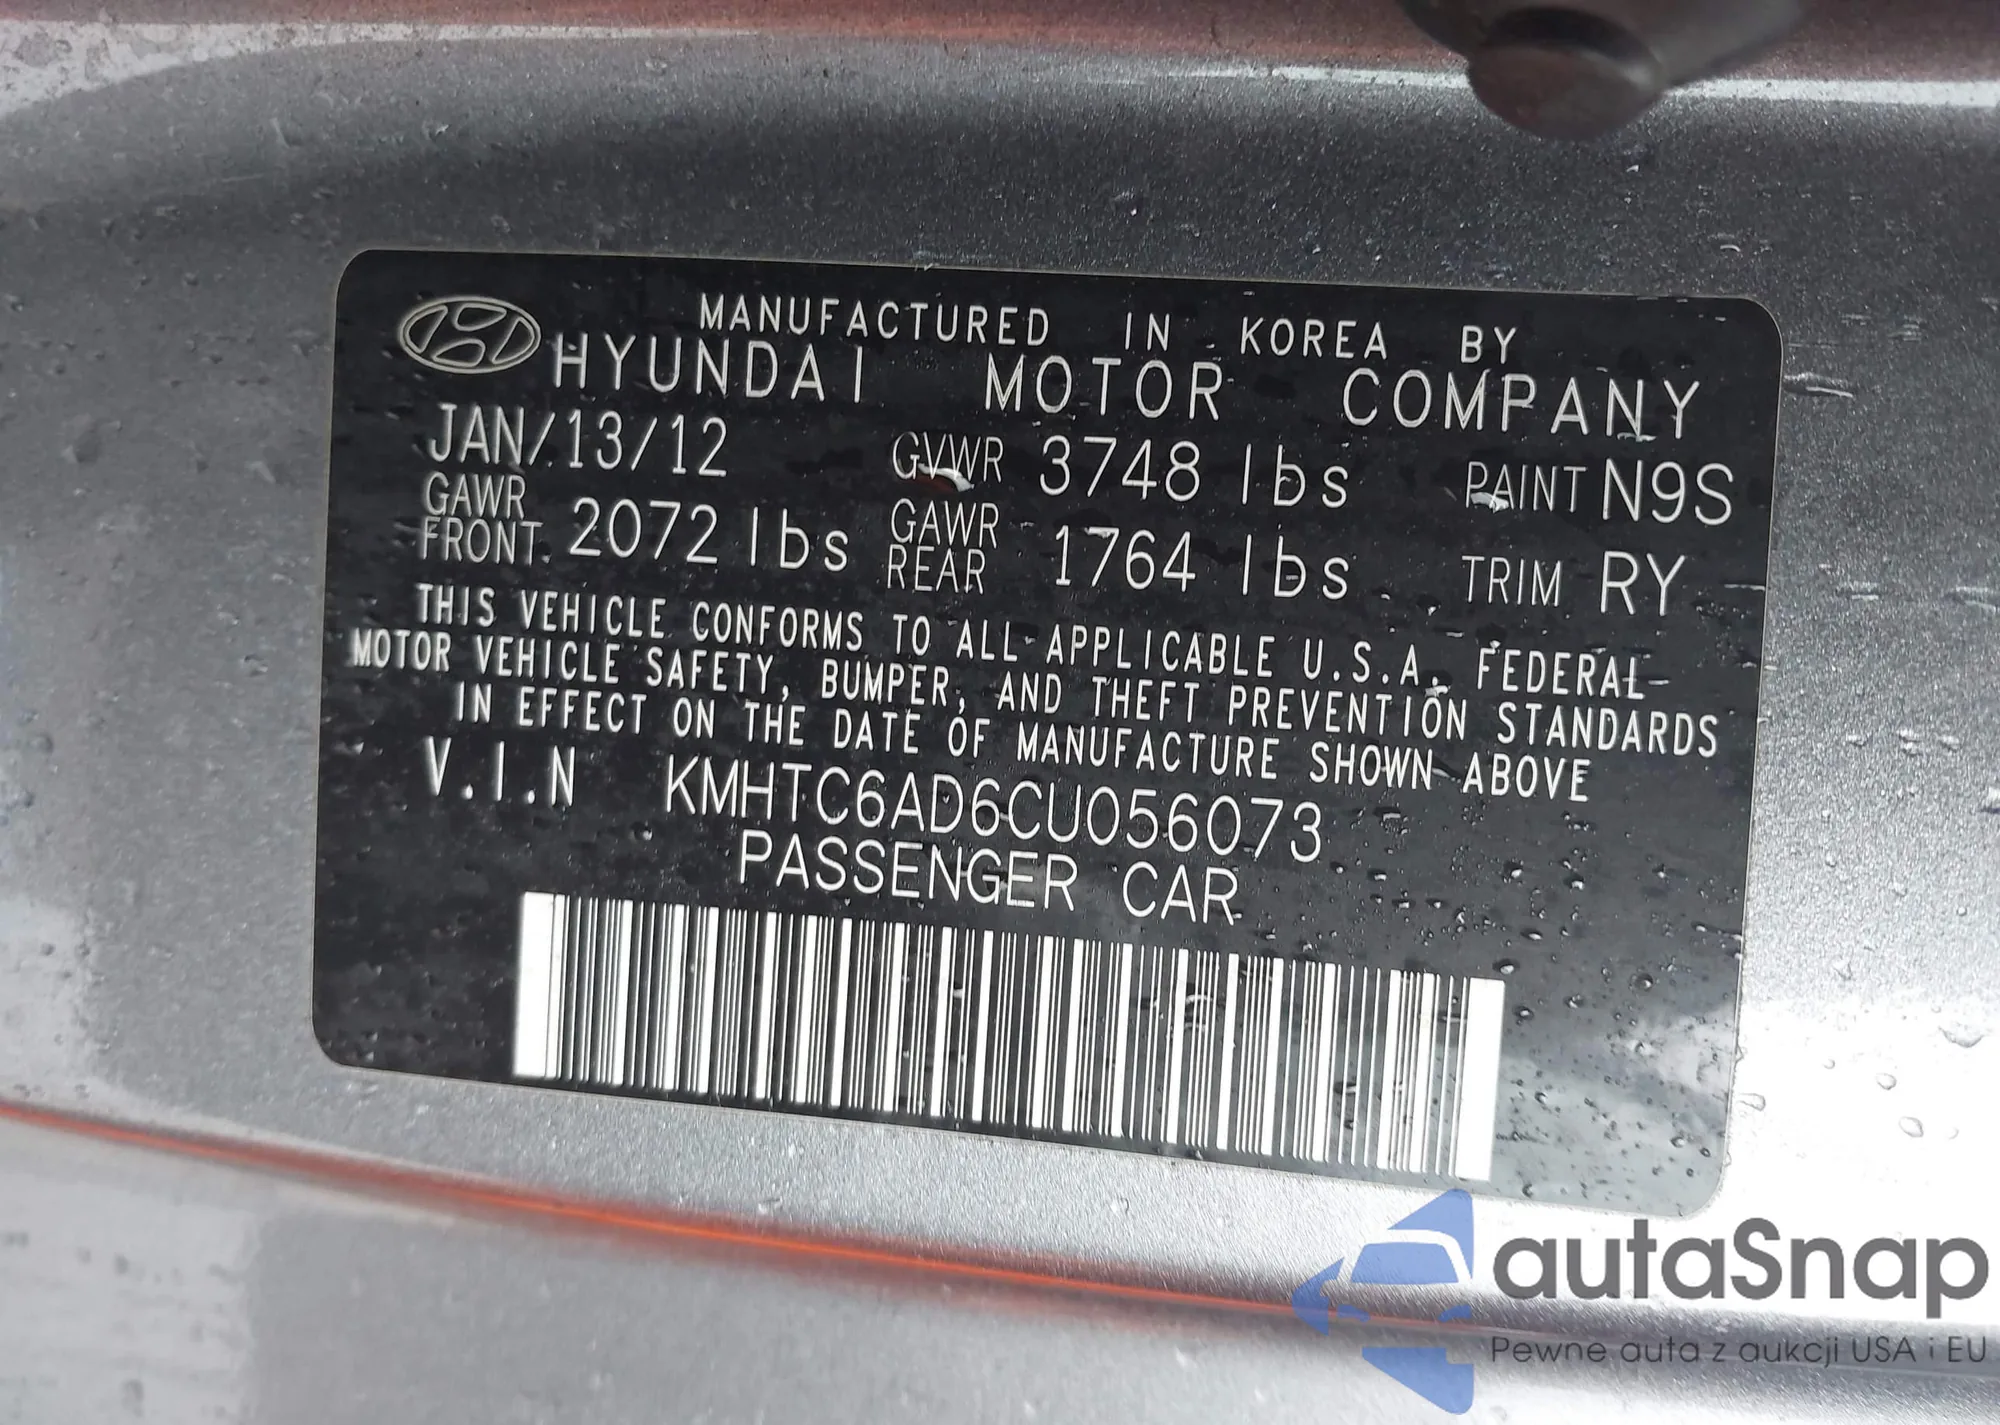 MANUFACTURED IN KOREA BY
HYUNDAI MOTOR COMPANY
JAN/13/12 GVWR 3748 lbs PAINT N9S
GAWR FRONT 2072 lbs GAWR REAR 1764 lbs TRIM RY
THIS VEHICLE CONFORMS TO ALL APPLICABLE U.S.A. FEDERAL
MOTOR VEHICLE SAFETY, BUMPER, AND THEFT PREVENTION STANDARDS
IN EFFECT ON THE DATE OF MANUFACTURE SHOWN ABOVE
V.I.N KMHTC6AD6CU056073
PASSENGER CAR
autaSnap
Pewne auta z aukcji USA i EU